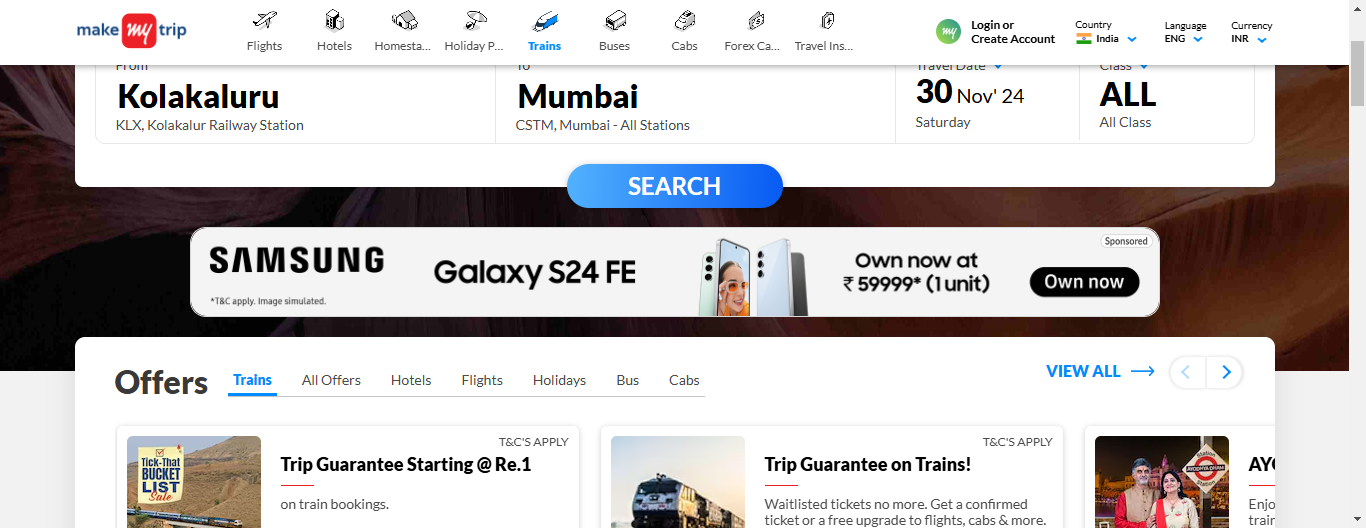 make my trip
Flights
Hotels
Homesta...
Holiday P...
Trains
Buses
Cabs
Forex Ca...
Travel Ins...
my
Login or
Create Account
Country
India
Language
ENG
Currency
INR
From
To
Travel Date
Class
Kolakaluru
KLX, Kolakalur Railway Station
Mumbai
CSTM, Mumbai - All Stations
30 Nov' 24
Saturday
ALL
All Class
SEARCH
SAMSUNG
*T&C apply. Image simulated.
Galaxy S24 FE
Own now at
₹ 59999* (1 unit)
Sponsored
Own now
Offers
Trains
All Offers
Hotels
Flights
Holidays
Bus
Cabs
VIEW ALL
T&C'S APPLY
TICK-THAT
BUCKET
LIST
Sale
Trip Guarantee Starting @ Re.1
on train bookings.
T&C'S APPLY
Trip Guarantee on Trains!
Waitlisted tickets no more. Get a confirmed
ticket or a free upgrade to flights, cabs & more.
Station
AYODHYA DHAM
Station
AYO
Enjo
train